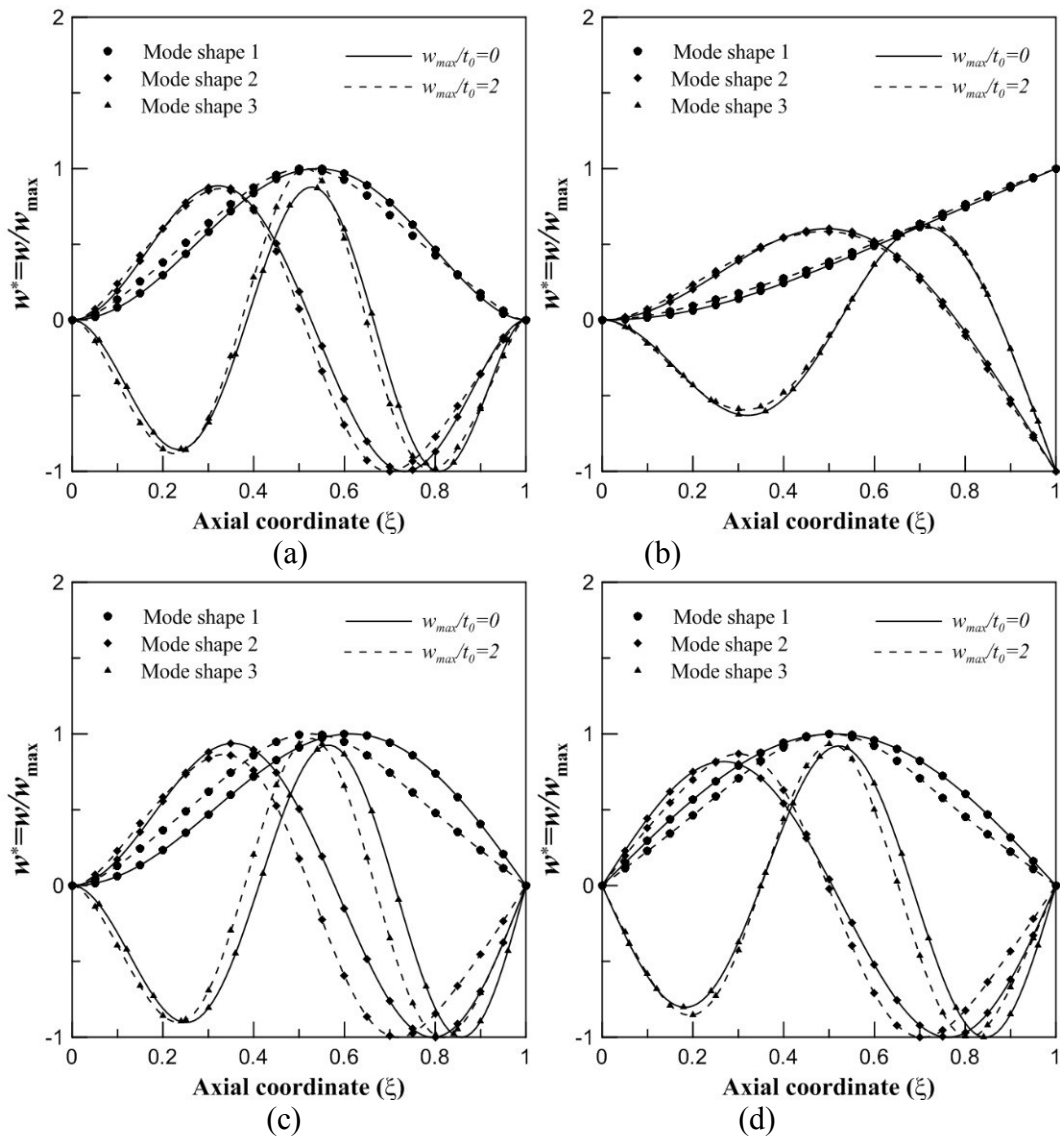 2
Mode shape 1
w_max/t_0=0
Mode shape 2
w_max/t_0=2
Mode shape 3
1
w*=w/w_max
0
-1
0 0.2 0.4 0.6 0.8 1
Axial coordinate (ξ)
(a)
2
Mode shape 1
w_max/t_0=0
Mode shape 2
w_max/t_0=2
Mode shape 3
1
w*=w/w_max
0
-1
0 0.2 0.4 0.6 0.8 1
Axial coordinate (ξ)
(b)
2
Mode shape 1
w_max/t_0=0
Mode shape 2
w_max/t_0=2
Mode shape 3
1
w*=w/w_max
0
-1
0 0.2 0.4 0.6 0.8 1
Axial coordinate (ξ)
(c)
2
Mode shape 1
w_max/t_0=0
Mode shape 2
w_max/t_0=2
Mode shape 3
1
w*=w/w_max
0
-1
0 0.2 0.4 0.6 0.8 1
Axial coordinate (ξ)
(d)